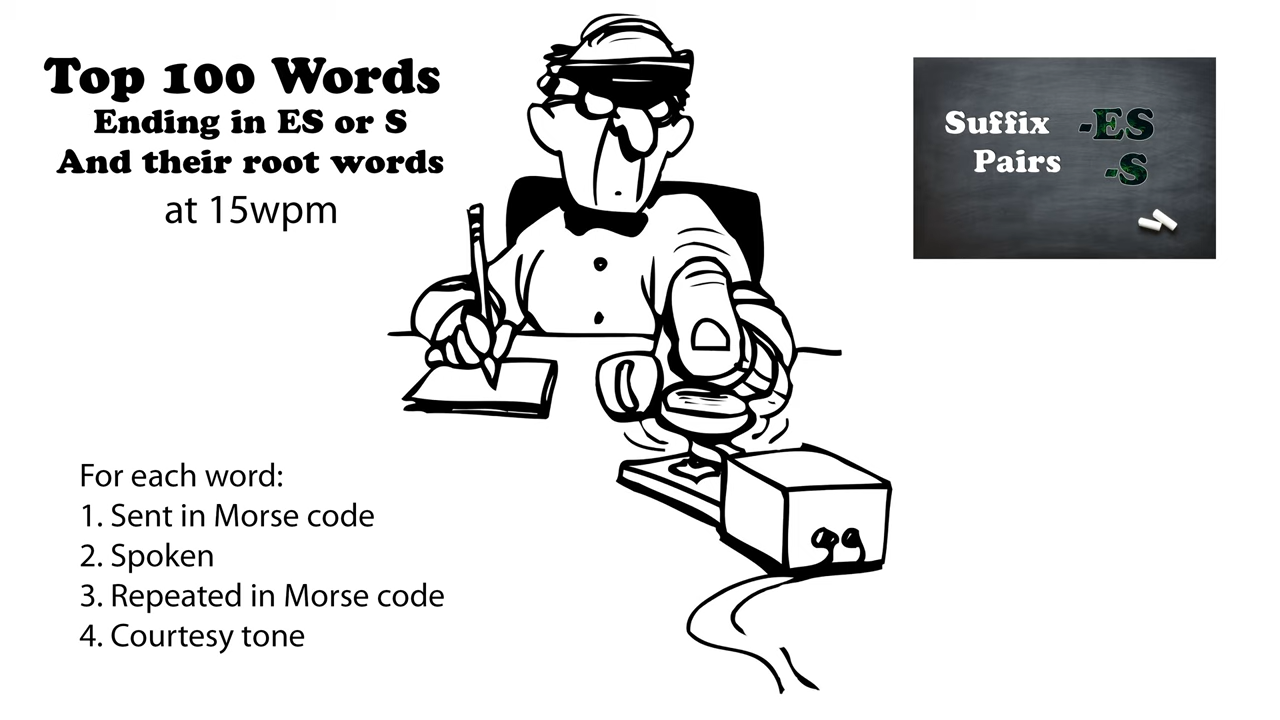 Top 100 Words
Ending in ES or S
And their root words
at 15wpm
Suffix -ES
Pairs -S
For each word:
1. Sent in Morse code
2. Spoken
3. Repeated in Morse code
4. Courtesy tone